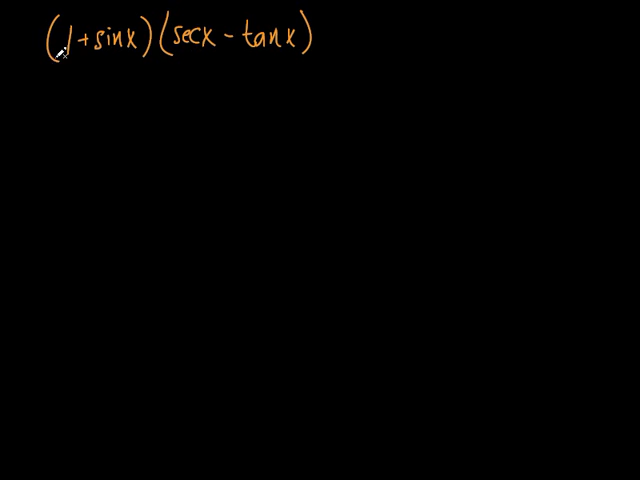 (1 + sinx)(secx - tanx)